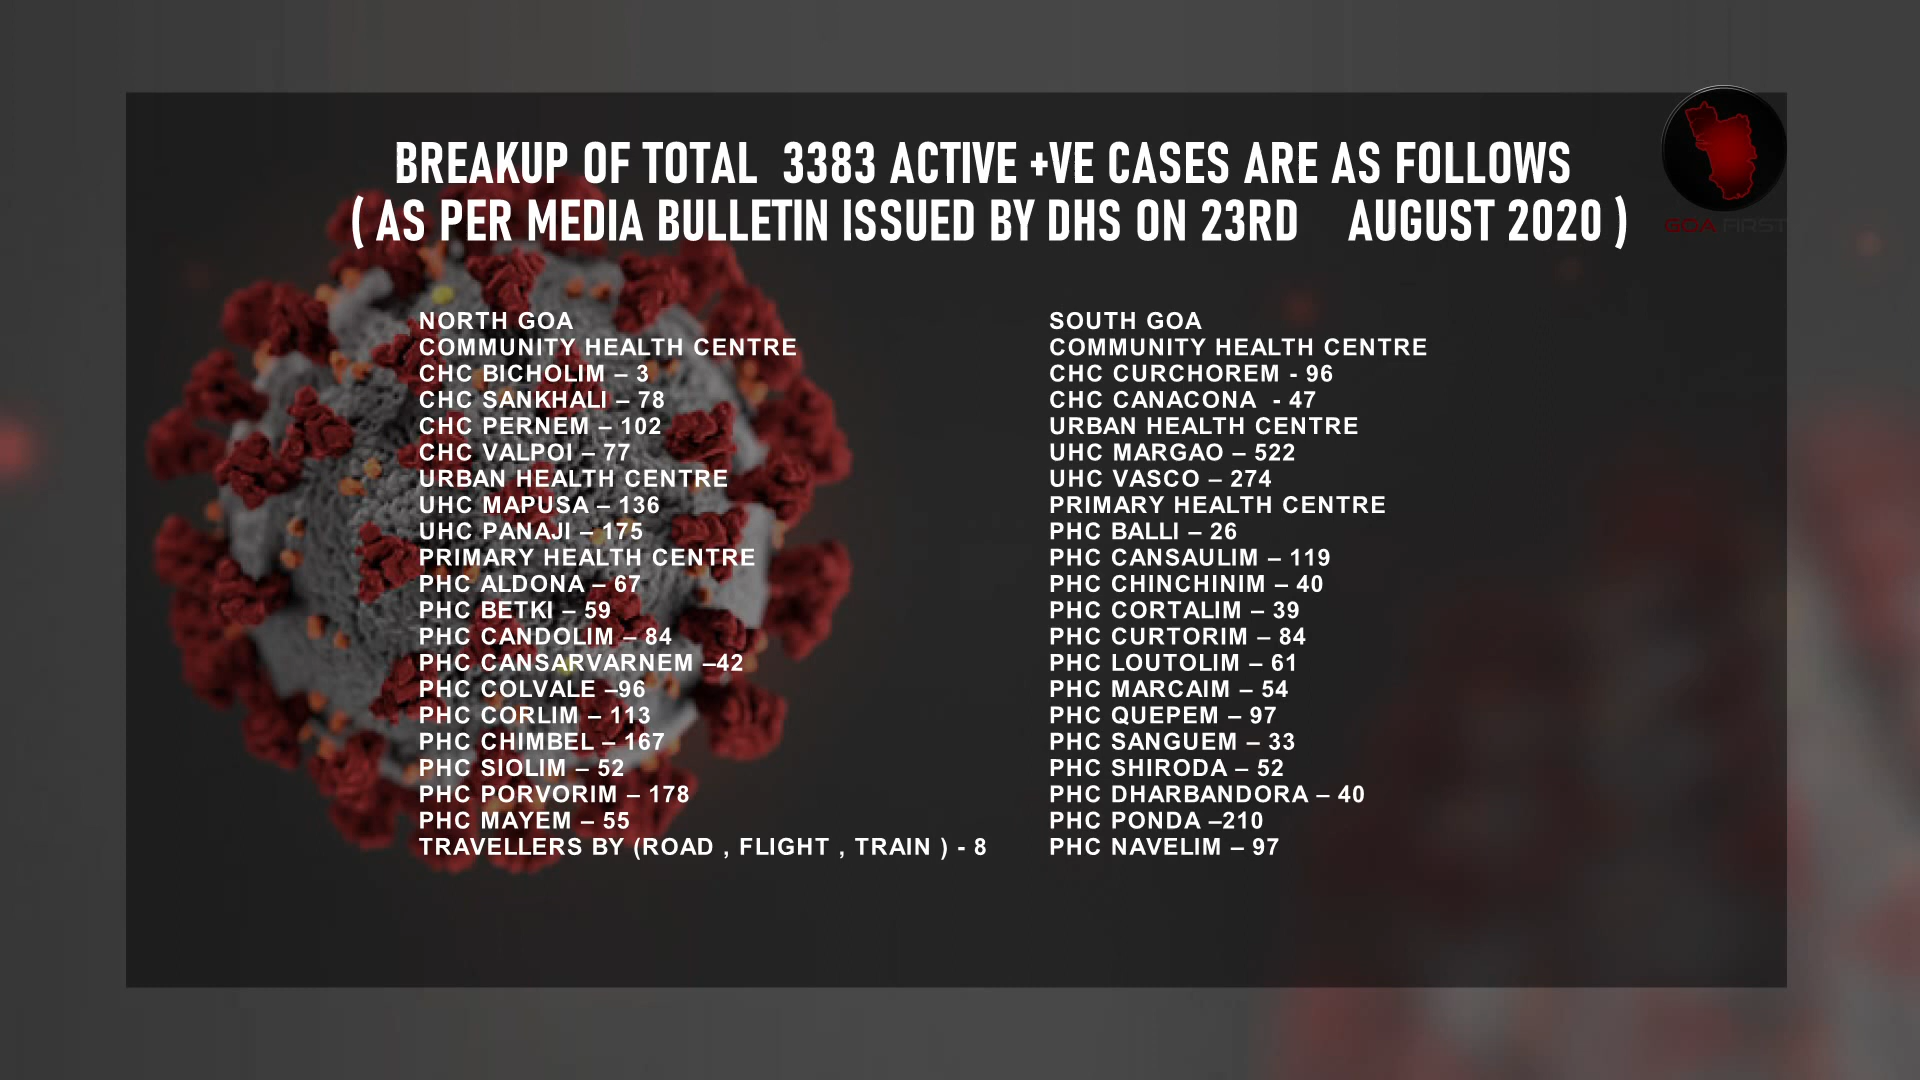 BREAKUP OF TOTAL 3383 ACTIVE +VE CASES ARE AS FOLLOWS
( AS PER MEDIA BULLETIN ISSUED BY DHS ON 23RD AUGUST 2020 )
GOA FIRST
NORTH GOA
COMMUNITY HEALTH CENTRE
CHC BICHOLIM – 3
CHC SANKHALI – 78
CHC PERNEM – 102
CHC VALPOI – 77
URBAN HEALTH CENTRE
UHC MAPUSA – 136
UHC PANAJI – 175
PRIMARY HEALTH CENTRE
PHC ALDONA – 67
PHC BETKI – 59
PHC CANDOLIM – 84
PHC CANSARVARNEM –42
PHC COLVALE –96
PHC CORLIM – 113
PHC CHIMBEL – 167
PHC SIOLIM – 52
PHC PORVORIM – 178
PHC MAYEM – 55
TRAVELLERS BY (ROAD , FLIGHT , TRAIN ) - 8
SOUTH GOA
COMMUNITY HEALTH CENTRE
CHC CURCHOREM - 96
CHC CANACONA - 47
URBAN HEALTH CENTRE
UHC MARGAO – 522
UHC VASCO – 274
PRIMARY HEALTH CENTRE
PHC BALLI – 26
PHC CANSAULIM – 119
PHC CHINCHINIM – 40
PHC CORTALIM – 39
PHC CURTORIM – 84
PHC LOUTOLIM – 61
PHC MARCAIM – 54
PHC QUEPEM – 97
PHC SANGUEM – 33
PHC SHIRODA – 52
PHC DHARBANDORA – 40
PHC PONDA –210
PHC NAVELIM – 97